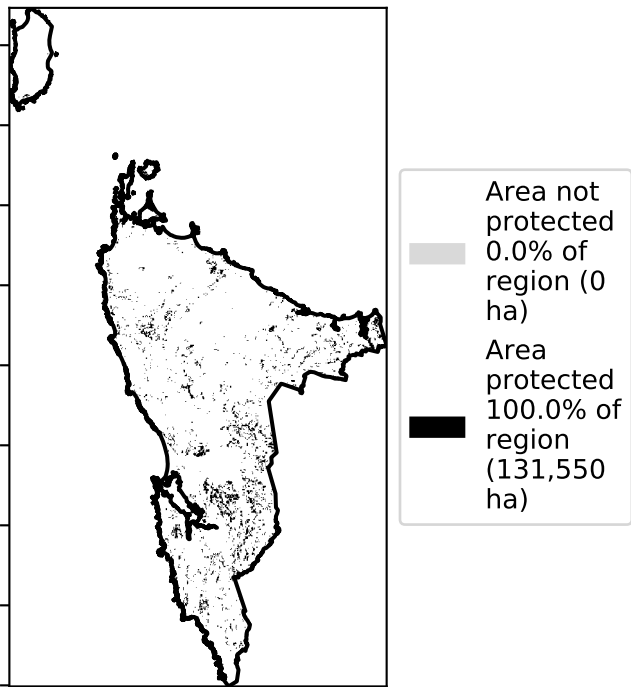 Area not
protected
0.0% of
region (0
ha)
Area
protected
100.0% of
region
(131,550
ha)